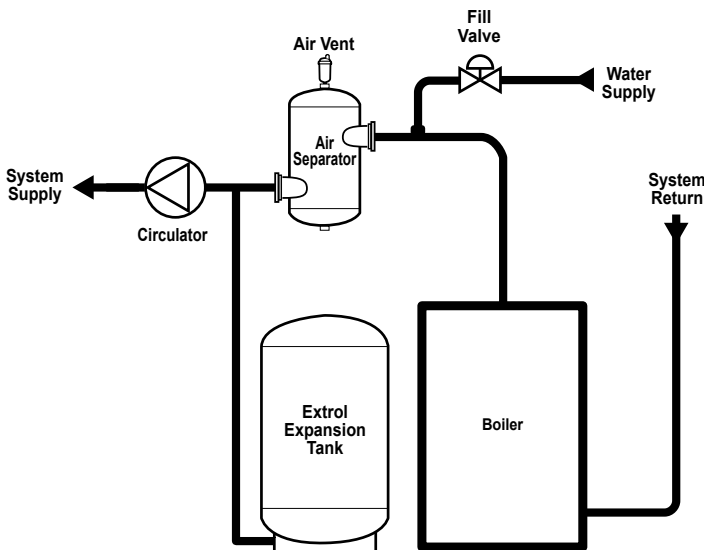 Fill
Valve
Air Vent
Water
Supply
Air
Separator
System
Supply
System
Return
Circulator
Extrol
Expansion
Tank
Boiler